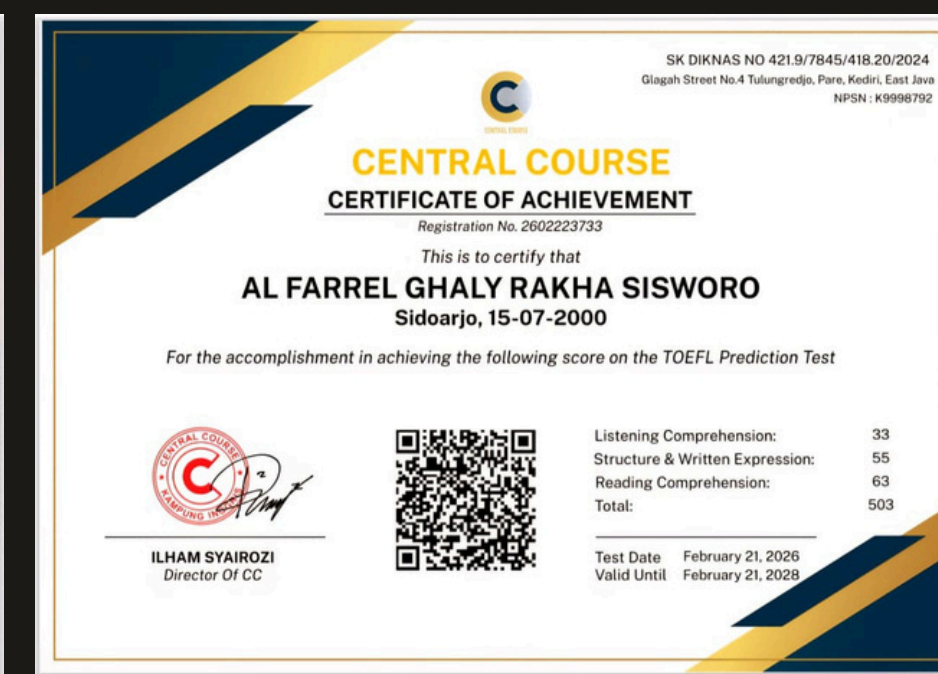 SK DIKNAS NO 421.9/7845/418.20/2024
Glagah Street No.4 Tulungredjo, Pare, Kediri, East Java
NPSN : K9998792
CENTRAL COURSE
CERTIFICATE OF ACHIEVEMENT
Registration No. 2602223733
This is to certify that
AL FARREL GHALY RAKHA SISWORO
Sidoarjo, 15-07-2000
For the accomplishment in achieving the following score on the TOEFL Prediction Test
CENTRAL COURSE
KAMPUNG
ILHAM SYAIROZI
Director Of CC
Listening Comprehension: 33
Structure & Written Expression: 55
Reading Comprehension: 63
Total: 503
Test Date February 21, 2026
Valid Until February 21, 2028